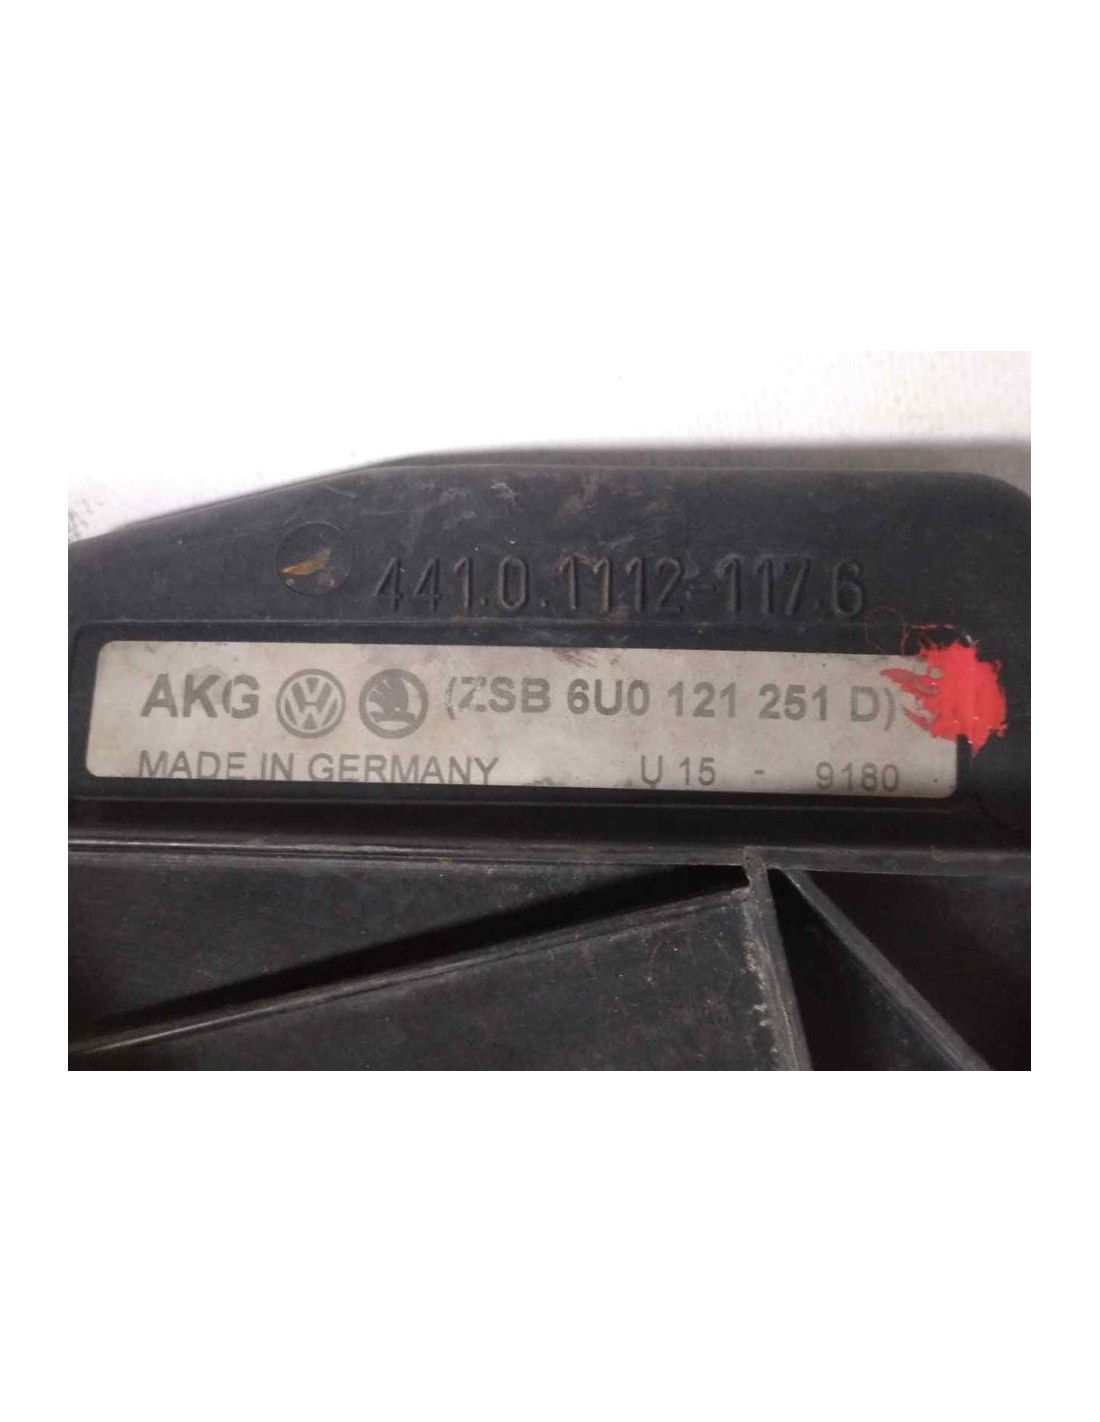 441.0.1112-117.6
AKG (ZSB 6U0 121 251 D)
MADE IN GERMANY U 15 - 9180